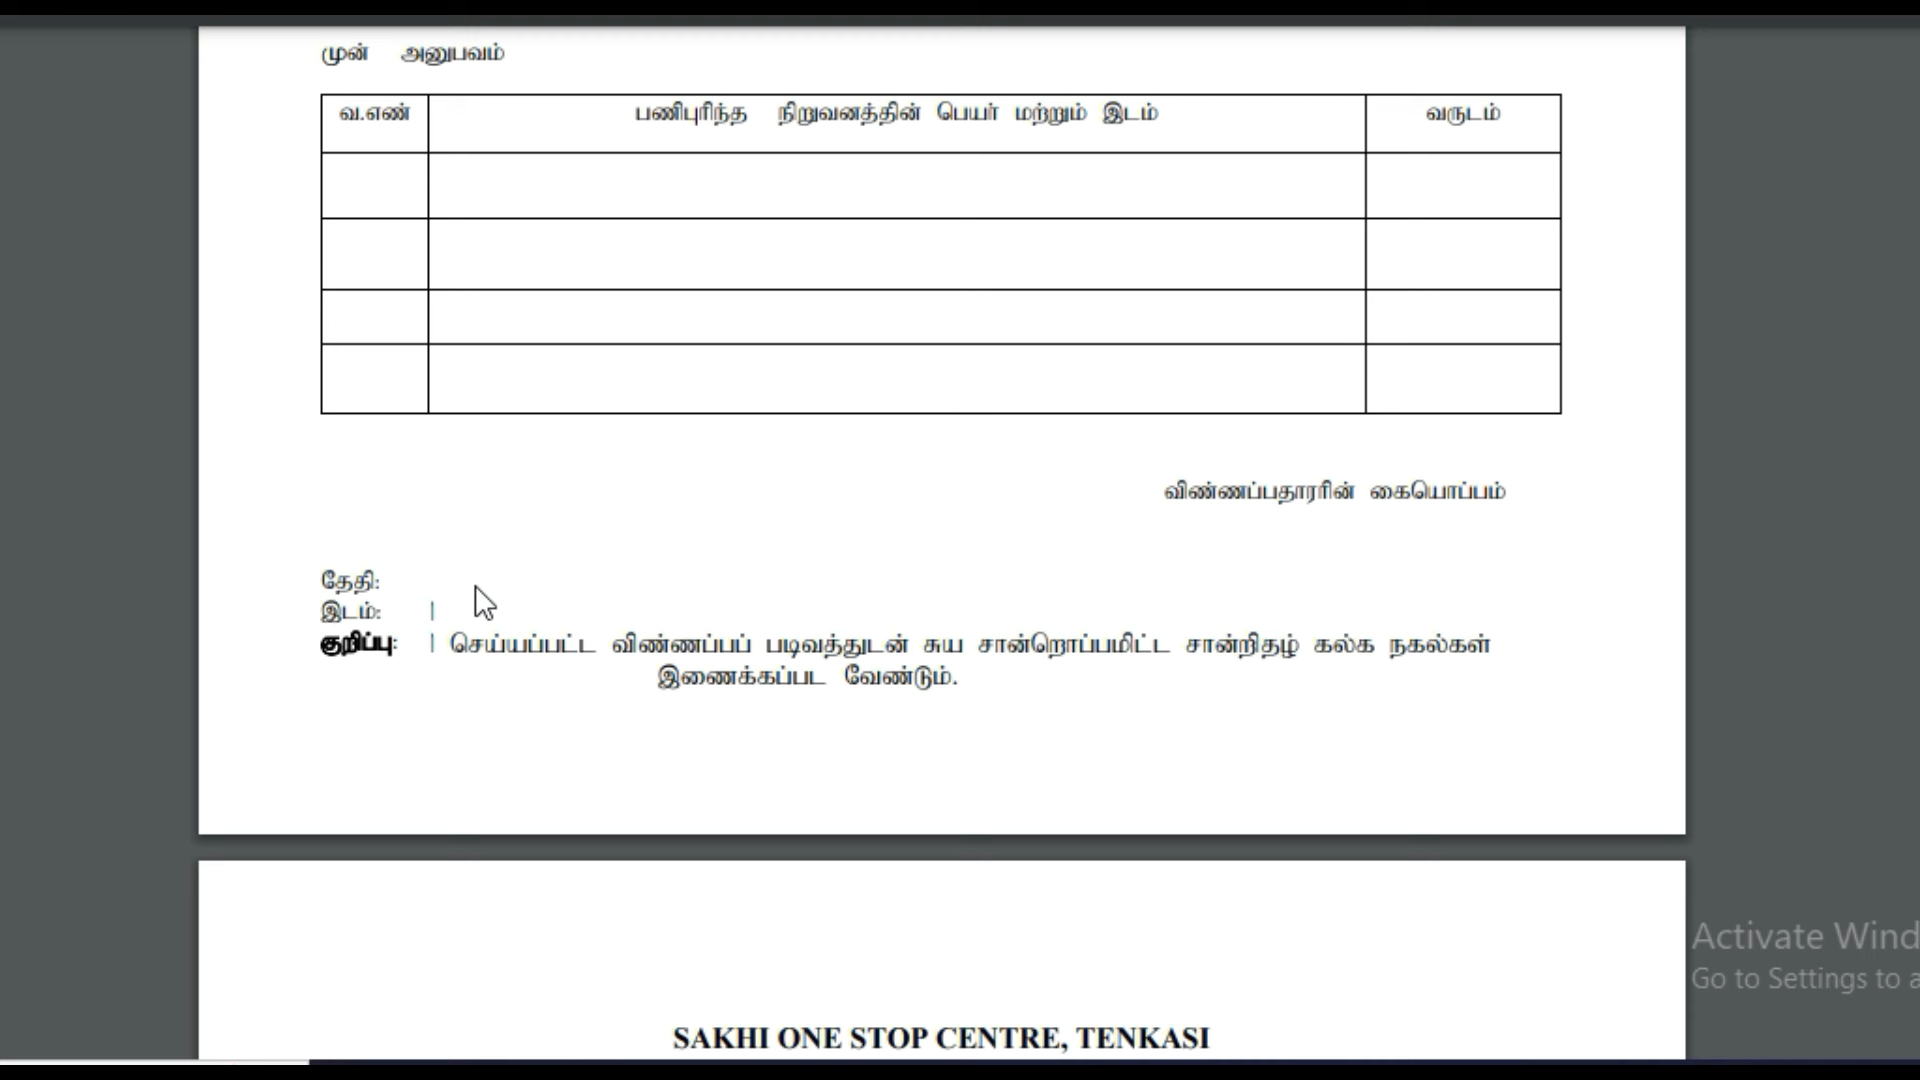 முன் அனுபவம்
வ.எண் பணிபுரிந்த நிறுவனத்தின் பெயர் மற்றும் இடம் வருடம்
விண்ணப்பதாரரின் கையொப்பம்
தேதி:
இடம்:
குறிப்பு: செய்யப்பட்ட விண்ணப்பப் படிவத்துடன் சுய சான்றொப்பமிட்ட சான்றிதழ் கல்க நகல்கள்
இணைக்கப்பட வேண்டும்.
Activate Wind
Go to Settings to a
SAKHI ONE STOP CENTRE, TENKASI